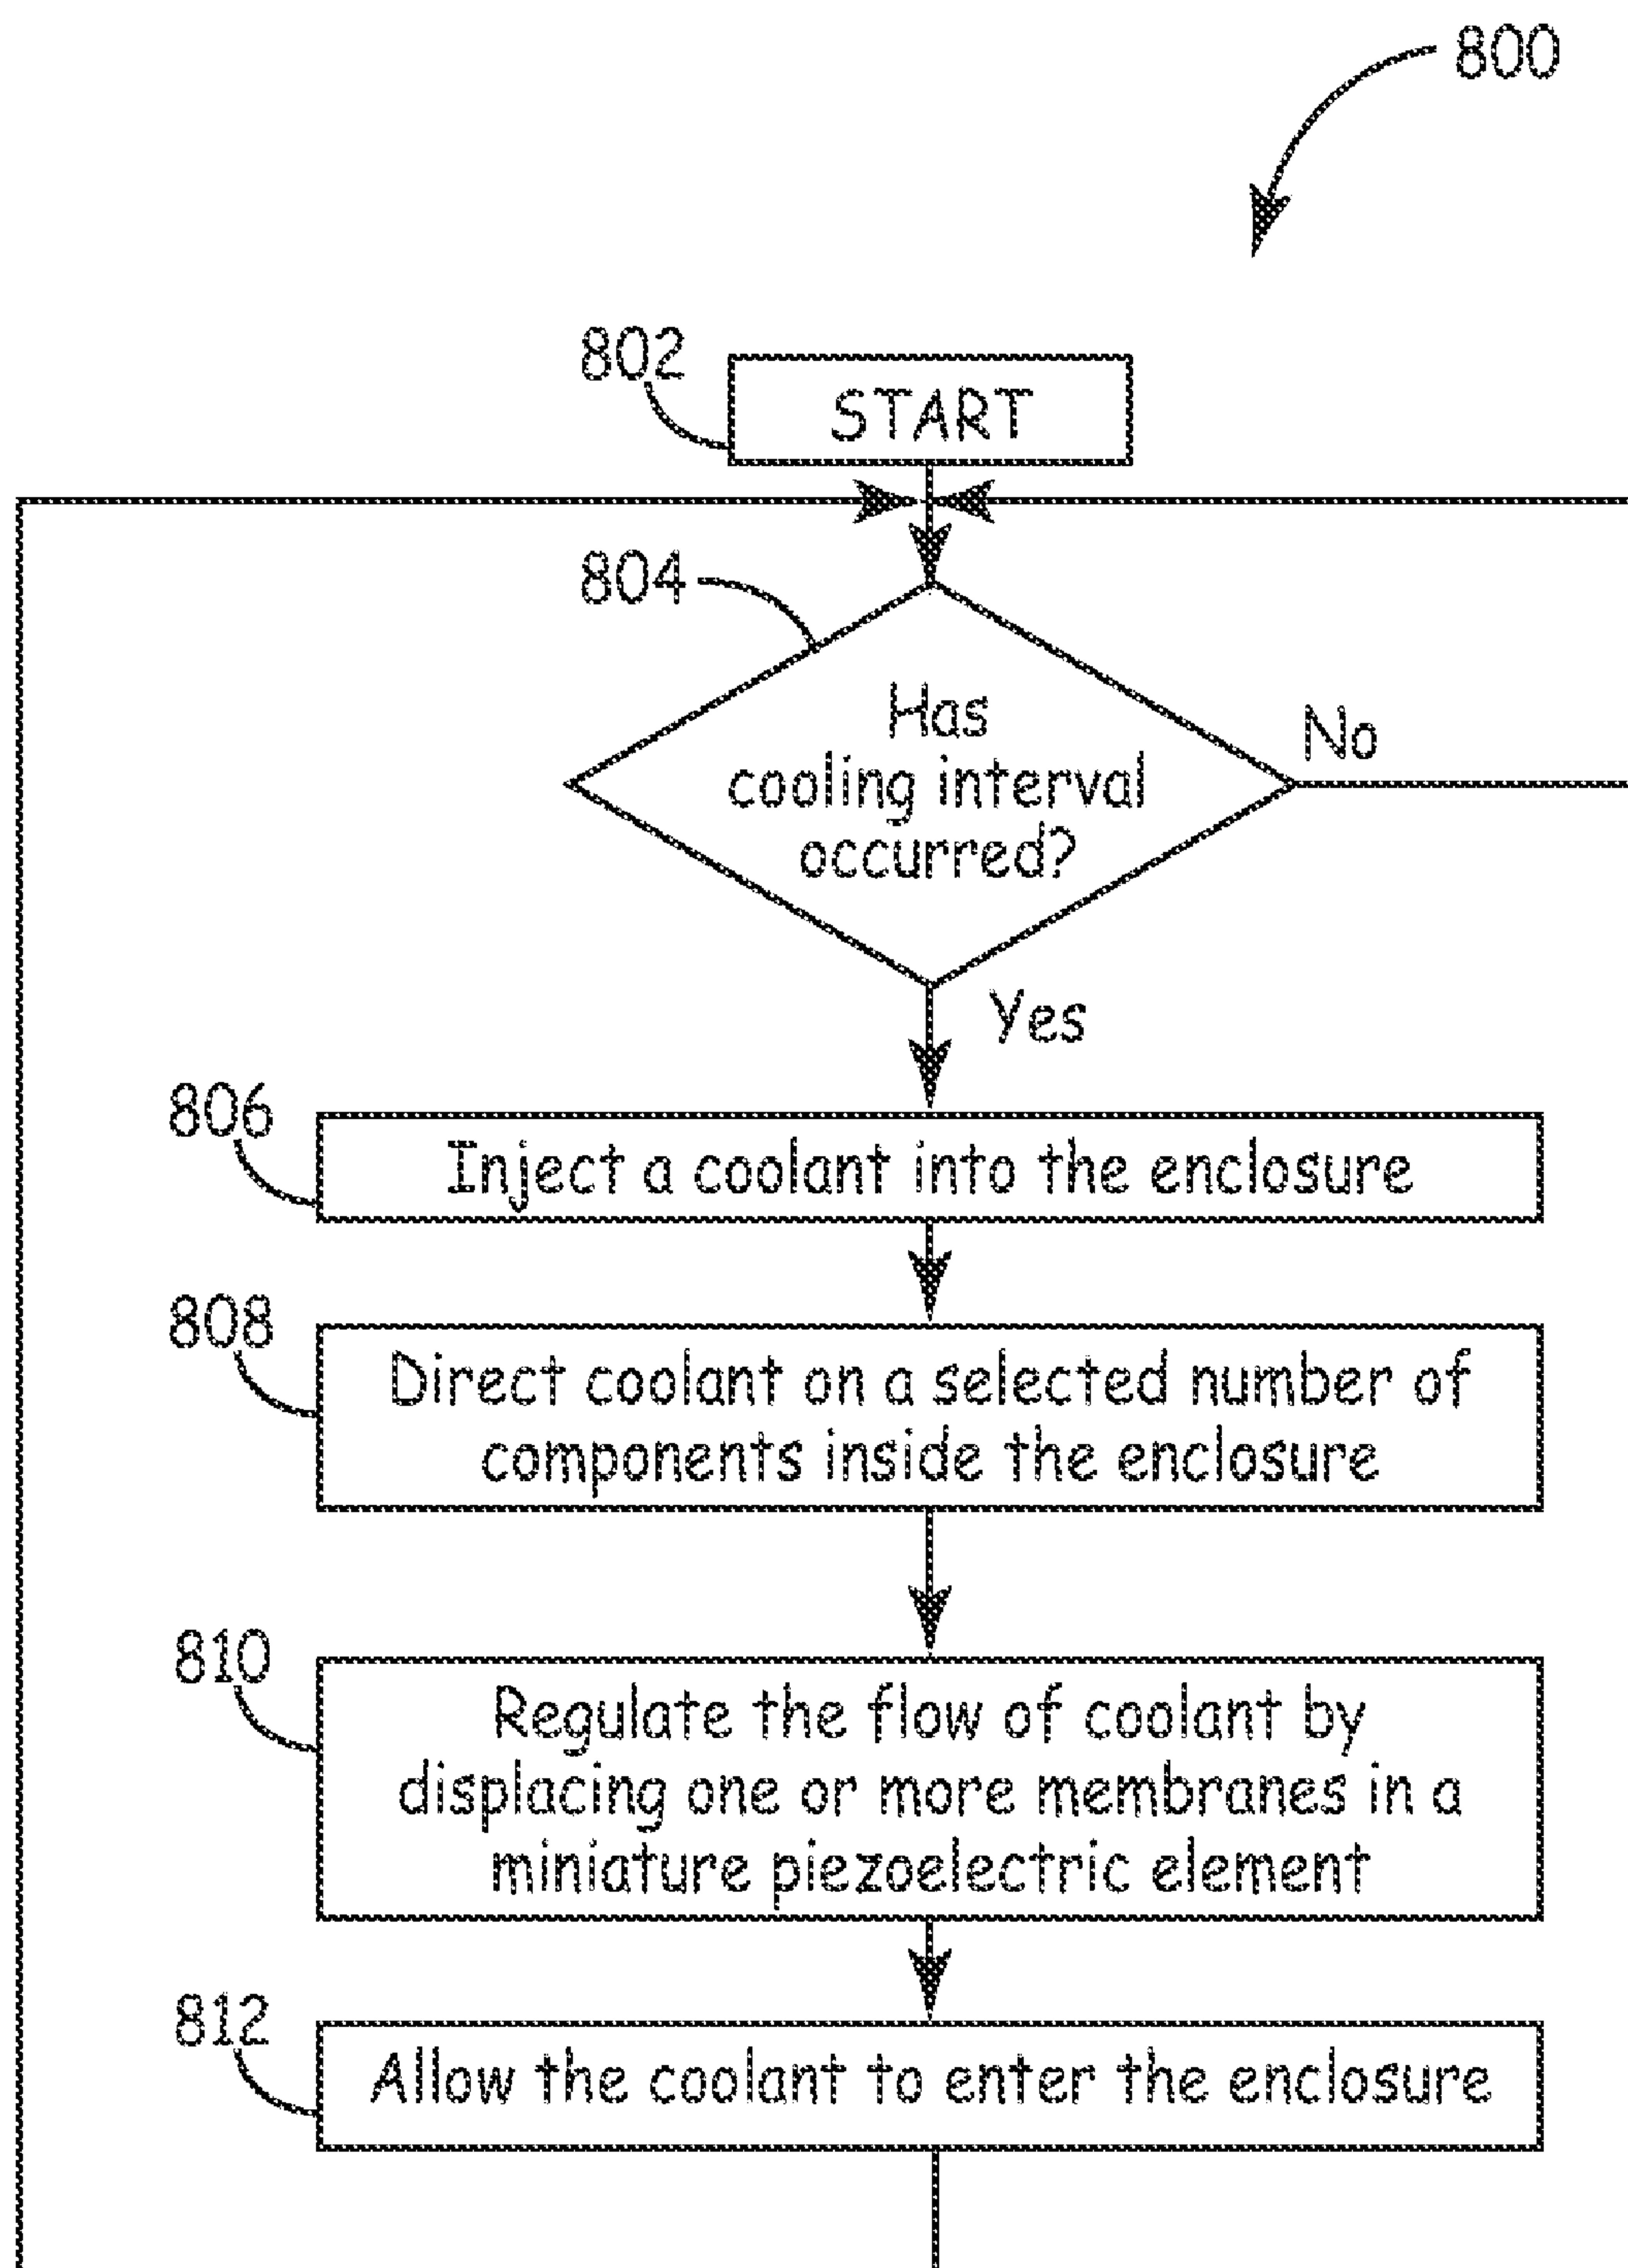 800
802
START
804
Has
cooling interval
occurred?
No
Yes
806
Inject a coolant into the enclosure
808
Direct coolant on a selected number of
components inside the enclosure
810
Regulate the flow of coolant by
displacing one or more membranes in a
miniature piezoelectric element
812
Allow the coolant to enter the enclosure